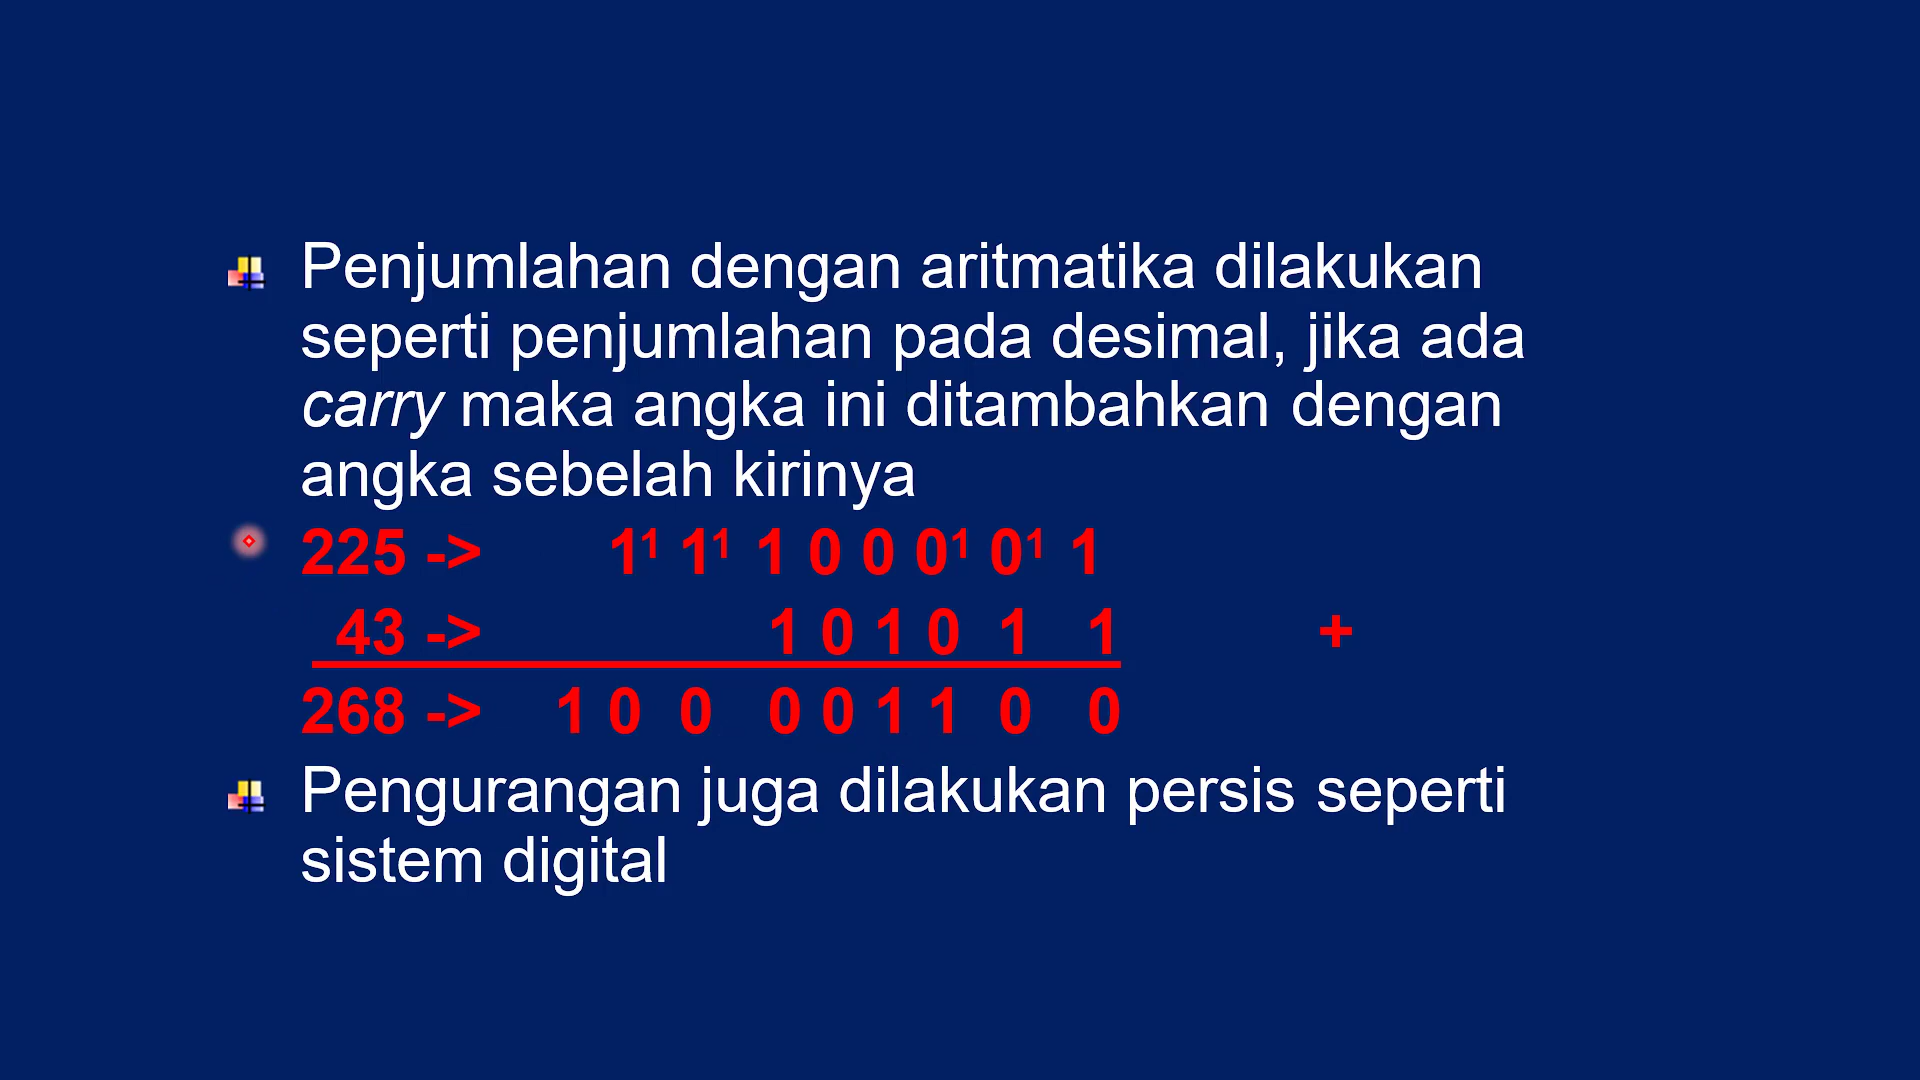 Penjumlahan dengan aritmatika dilakukan
seperti penjumlahan pada desimal, jika ada
carry maka angka ini ditambahkan dengan
angka sebelah kirinya
225 -> 1¹ 1¹ 1 0 0 0¹ 0¹ 1
43 -> 1 0 1 0 1 1 +
268 -> 1 0 0 0 0 1 1 0 0
Pengurangan juga dilakukan persis seperti
sistem digital